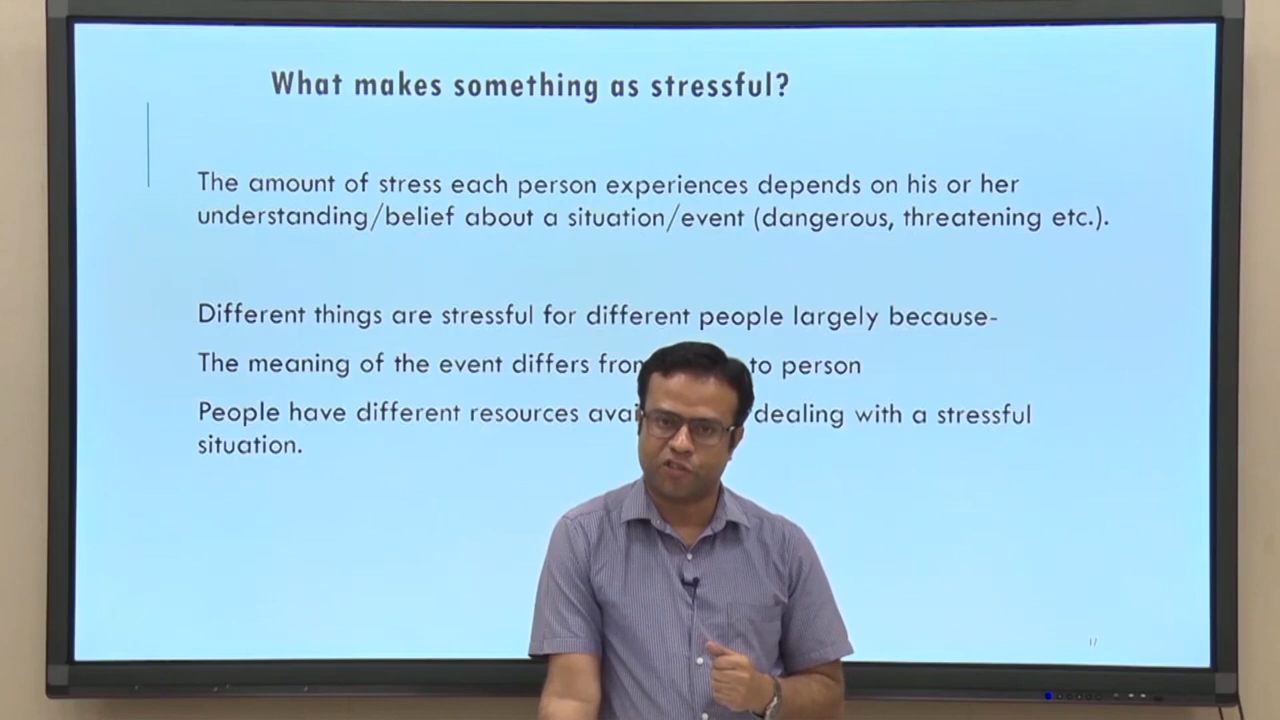 What makes something as stressful?
The amount of stress each person experiences depends on his or her
understanding/belief about a situation/event (dangerous, threatening etc.).
Different things are stressful for different people largely because-
The meaning of the event differs to person
People have different resources dealing with a stressful
situation.
17